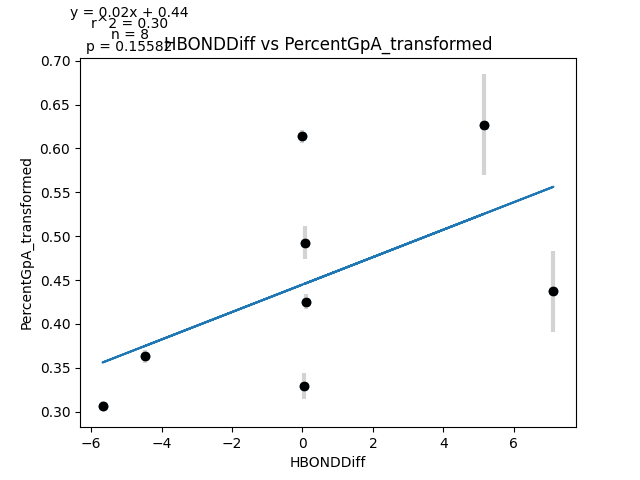 y = 0.02x + 0.44
r^2 = 0.30
n = 8
p = 0.15582
HBONDDiff vs PercentGpA_transformed
0.70
0.65
0.60
0.55
0.50
0.45
0.40
0.35
0.30
PercentGpA_transformed
−6
−4
−2
0
2
4
6
HBONDDiff